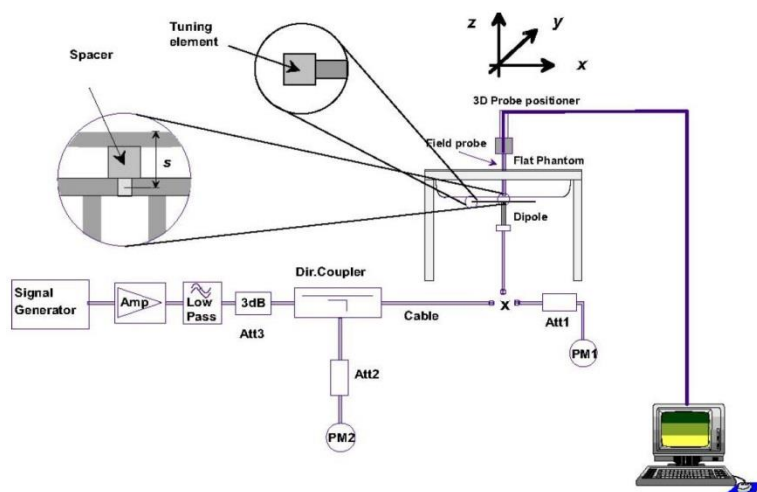 Tuning
element
Spacer
s
z
y
x
3D Probe positioner
Field probe
Flat Phantom
Dipole
Dir.Coupler
Signal
Generator
Amp
Low
Pass
3dB
Att3
Cable
x
Att1
PM1
Att2
PM2